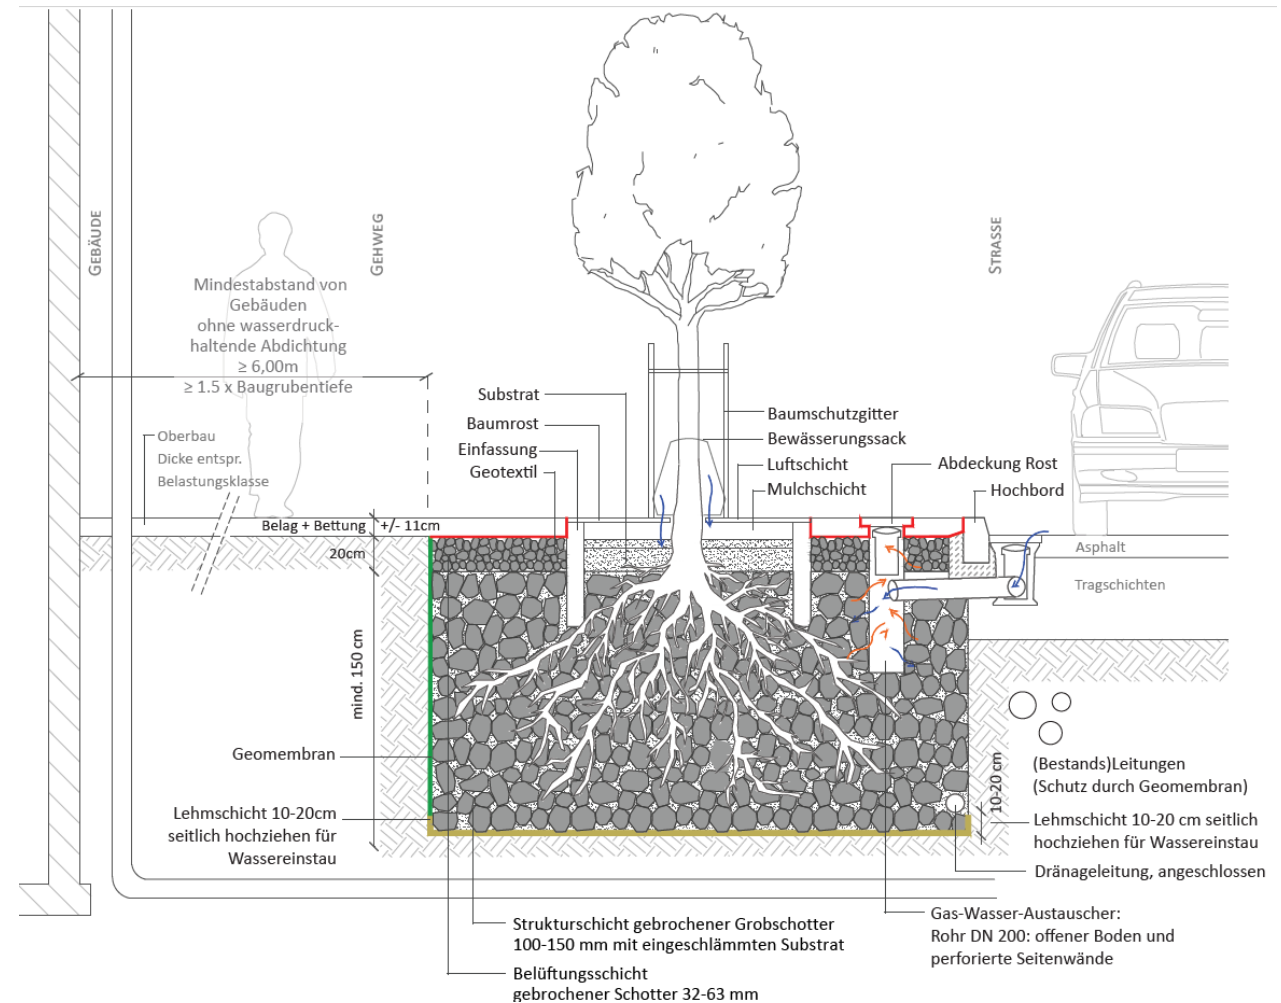 GEBÄUDE
GEHWEG
STRASSE
Mindestabstand von
Gebäuden
ohne wasserdruck-
haltende Abdichtung
≥ 6,00m
≥ 1.5 x Baugrubentiefe
Oberbau
Dicke entspr.
Belastungsklasse
Substrat
Baumrost
Einfassung
Geotextil
Baumschutzgitter
Bewässerungssack
Luftschicht
Mulchschicht
Abdeckung Rost
Hochbord
Belag + Bettung
+/- 11cm
20cm
Asphalt
Tragschichten
mind. 150 cm
Geomembran
Lehmschicht 10-20cm
seitlich hochziehen für
Wassereinstau
10-20 cm
(Bestands)Leitungen
(Schutz durch Geomembran)
Lehmschicht 10-20 cm seitlich
hochziehen für Wassereinstau
Dränageleitung, angeschlossen
Gas-Wasser-Austauscher:
Rohr DN 200: offener Boden und
perforierte Seitenwände
Strukturschicht gebrochener Grobschotter
100-150 mm mit eingeschlämmten Substrat
Belüftungsschicht
gebrochener Schotter 32-63 mm